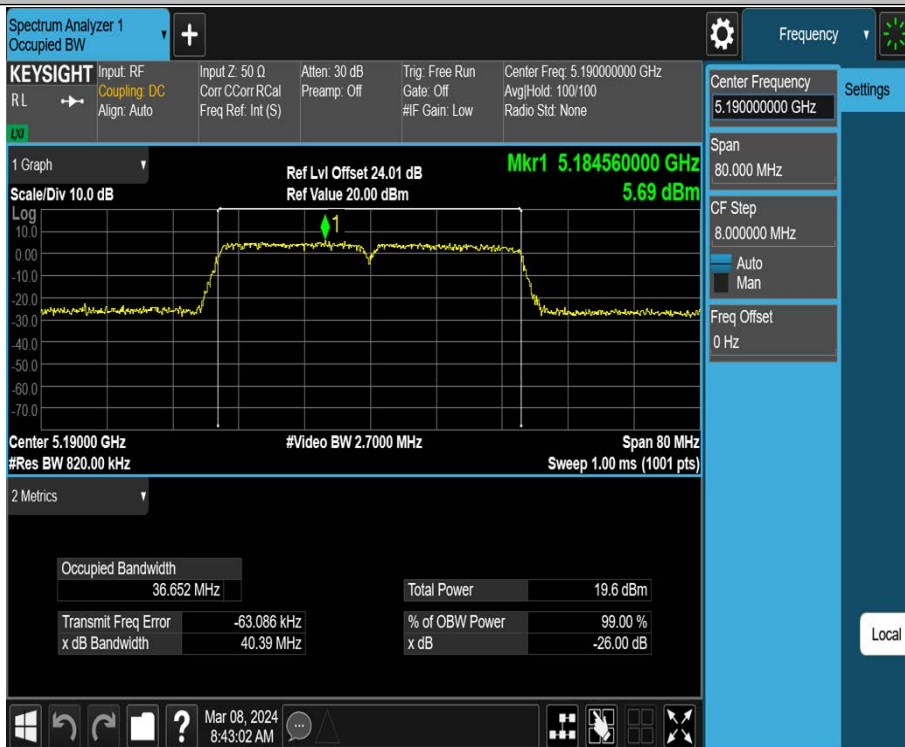 Spectrum Analyzer 1
Occupied BW
Frequency
KEYSIGHT
Input: RF
Coupling: DC
Align: Auto
Input Z: 50 Ω
Corr CCorr RCal
Freq Ref: Int (S)
Atten: 30 dB
Preamp: Off
Trig: Free Run
Gate: Off
#IF Gain: Low
Center Freq: 5.190000000 GHz
Avg|Hold: 100/100
Radio Std: None
R L
LXI
Center Frequency
5.190000000 GHz
Settings
Span
80.000 MHz
CF Step
8.000000 MHz
Auto
Man
Freq Offset
0 Hz
1 Graph
Scale/Div 10.0 dB
Ref Lvl Offset 24.01 dB
Ref Value 20.00 dBm
Mkr1 5.184560000 GHz
5.69 dBm
Log
10.0
0.00
-10.0
-20.0
-30.0
-40.0
-50.0
-60.0
-70.0
1
Center 5.19000 GHz
#Res BW 820.00 kHz
#Video BW 2.7000 MHz
Span 80 MHz
Sweep 1.00 ms (1001 pts)
2 Metrics
Occupied Bandwidth
36.652 MHz
Total Power 19.6 dBm
Transmit Freq Error -63.086 kHz
% of OBW Power 99.00 %
x dB Bandwidth 40.39 MHz
x dB -26.00 dB
Local
?
Mar 08, 2024
8:43:02 AM